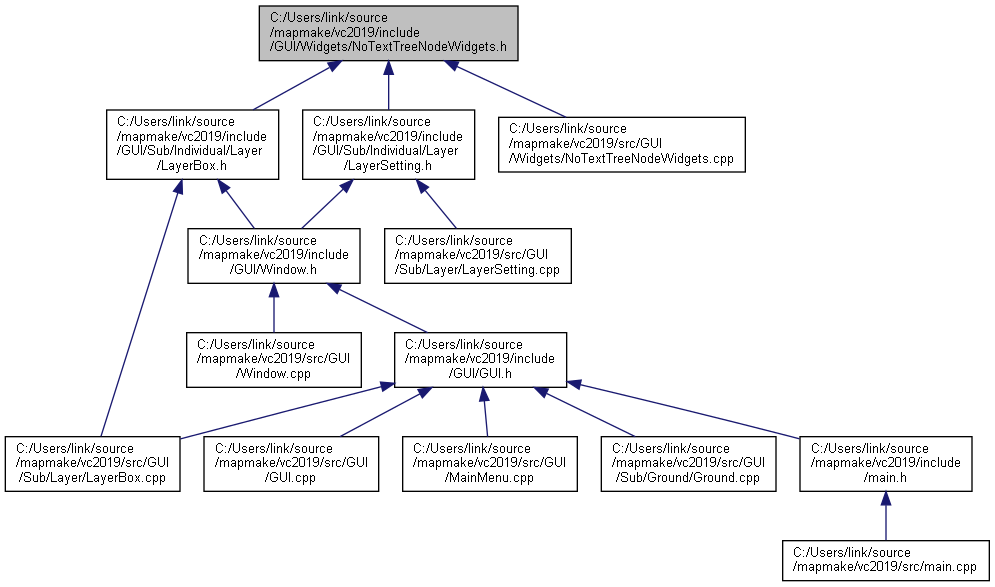 C:/Users/link/source
/mapmake/vc2019/include
/GUI/Widgets/NoTextTreeNodeWidgets.h
C:/Users/link/source
/mapmake/vc2019/include
/GUI/Sub/Individual/Layer
/LayerBox.h
C:/Users/link/source
/mapmake/vc2019/include
/GUI/Sub/Individual/Layer
/LayerSetting.h
C:/Users/link/source
/mapmake/vc2019/src/GUI
/Widgets/NoTextTreeNodeWidgets.cpp
C:/Users/link/source
/mapmake/vc2019/include
/GUI/Window.h
C:/Users/link/source
/mapmake/vc2019/src/GUI
/Sub/Layer/LayerSetting.cpp
C:/Users/link/source
/mapmake/vc2019/src/GUI
/Window.cpp
C:/Users/link/source
/mapmake/vc2019/include
/GUI/GUI.h
C:/Users/link/source
/mapmake/vc2019/src/GUI
/Sub/Layer/LayerBox.cpp
C:/Users/link/source
/mapmake/vc2019/src/GUI
/GUI.cpp
C:/Users/link/source
/mapmake/vc2019/src/GUI
/MainMenu.cpp
C:/Users/link/source
/mapmake/vc2019/src/GUI
/Sub/Ground/Ground.cpp
C:/Users/link/source
/mapmake/vc2019/include
/main.h
C:/Users/link/source
/mapmake/vc2019/src/main.cpp